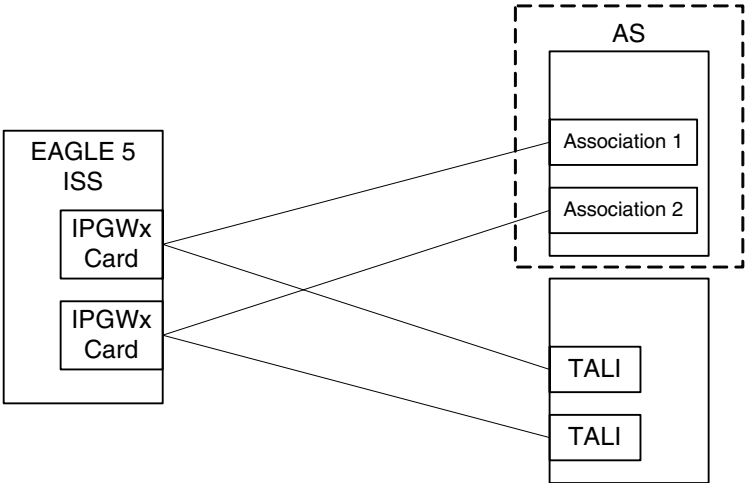 AS
Association 1
Association 2
EAGLE 5
ISS
IPGWx
Card
IPGWx
Card
TALI
TALI